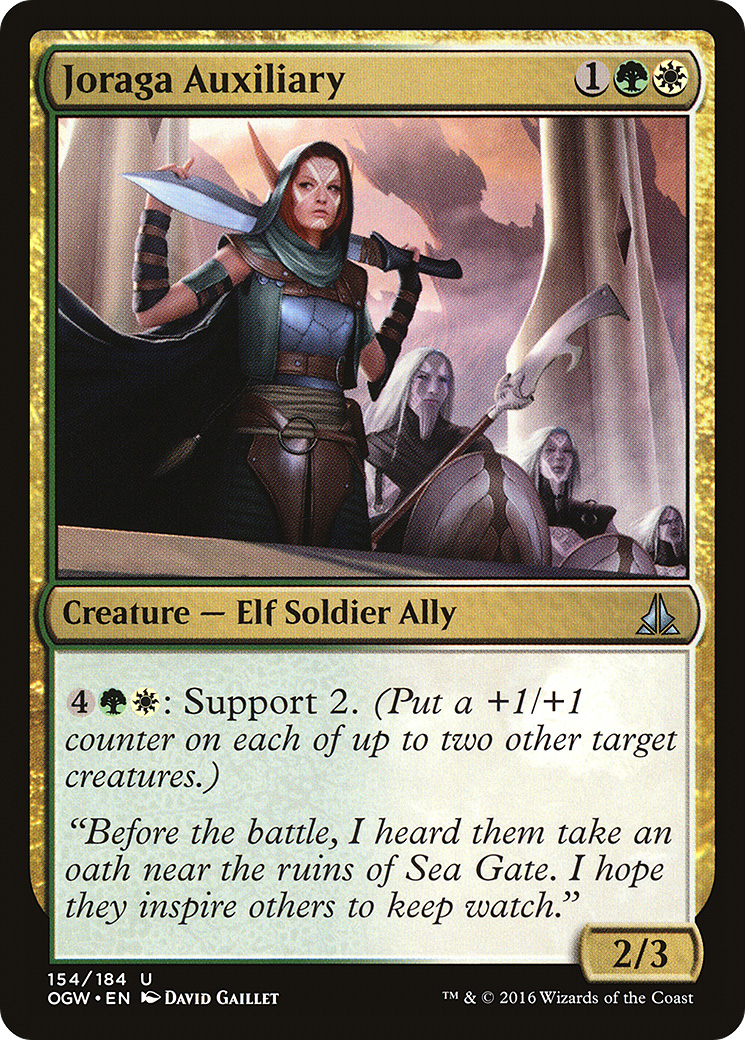 Joraga Auxiliary 1
Creature — Elf Soldier Ally
4 : Support 2. (Put a +1/+1
counter on each of up to two other target
creatures.)
“Before the battle, I heard them take an
oath near the ruins of Sea Gate. I hope
they inspire others to keep watch.”
2/3
154/184 U
OGW • EN DAVID GAILLET
™ & © 2016 Wizards of the Coast